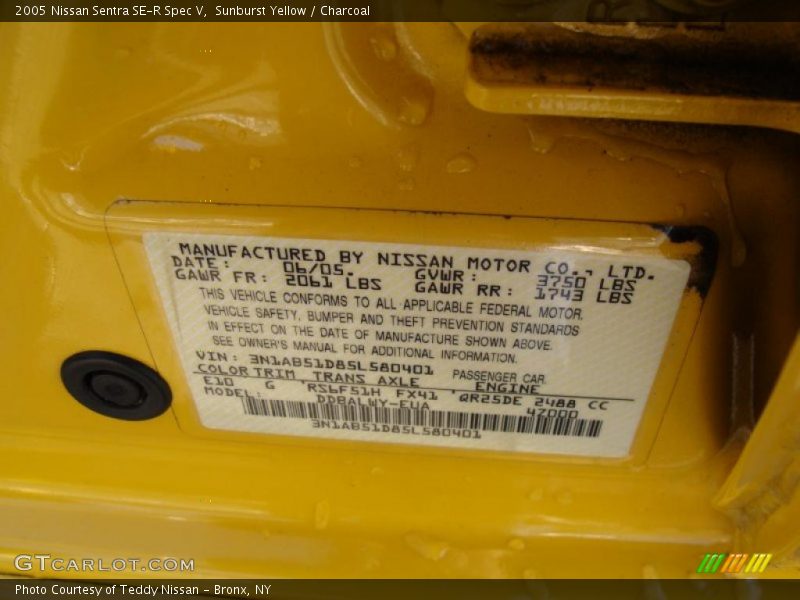 2005 Nissan Sentra SE-R Spec V, Sunburst Yellow / Charcoal
MANUFACTURED BY NISSAN MOTOR CO., LTD.
DATE: 06/05. GVWR: 3750 LBS
GAWR FR: 2061 LBS GAWR RR: 1743 LBS
THIS VEHICLE CONFORMS TO ALL APPLICABLE FEDERAL MOTOR
VEHICLE SAFETY, BUMPER AND THEFT PREVENTION STANDARDS
IN EFFECT ON THE DATE OF MANUFACTURE SHOWN ABOVE.
SEE OWNER'S MANUAL FOR ADDITIONAL INFORMATION.
VIN: 3N1AB51D85L580401 PASSENGER CAR
COLOR TRIM TRANS AXLE ENGINE
E10 G RS6F51H FX41 QR25DE 2488 CC
MODEL: DDBALWY-EUA 47000
3N1AB51D85L580401
GTCARLOT.COM
Photo Courtesy of Teddy Nissan - Bronx, NY